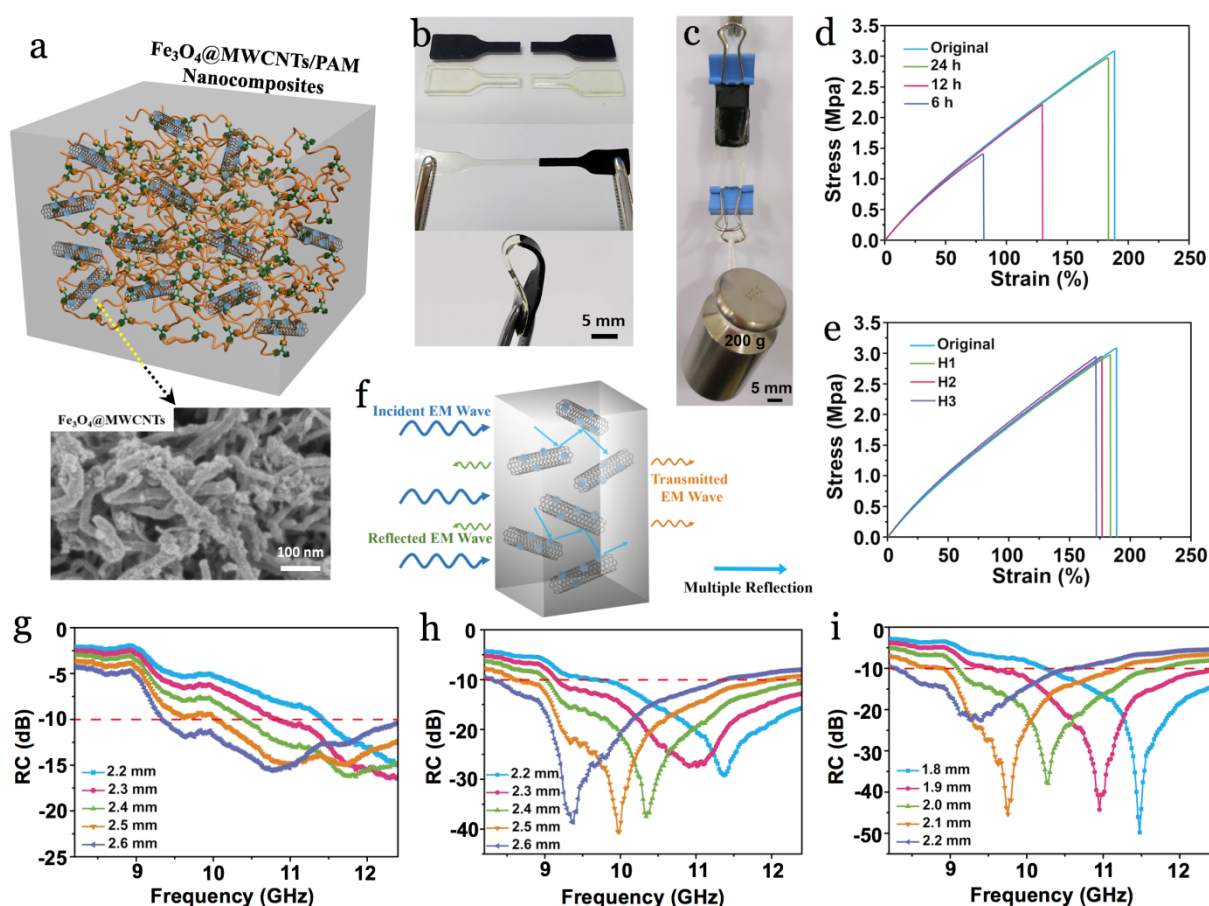 a
Fe₃O₄@MWCNTs/PAM
Nanocomposites
Fe₃O₄@MWCNTs
100 nm
b
5 mm
c
200 g
5 mm
d
Original
24 h
12 h
6 h
Stress (Mpa)
3.5
3.0
2.5
2.0
1.5
1.0
0.5
0.0
0 50 100 150 200 250
Strain (%)
e
Original
H1
H2
H3
Stress (Mpa)
3.5
3.0
2.5
2.0
1.5
1.0
0.5
0.0
0 50 100 150 200 250
Strain (%)
f
Incident EM Wave
Transmitted
EM Wave
Reflected EM Wave
Multiple Reflection
g
RC (dB)
0
-5
-10
-15
-20
-25
2.2 mm
2.3 mm
2.4 mm
2.5 mm
2.6 mm
9 10 11 12
Frequency (GHz)
h
RC (dB)
0
-10
-20
-30
-40
2.2 mm
2.3 mm
2.4 mm
2.5 mm
2.6 mm
9 10 11 12
Frequency (GHz)
i
RC (dB)
0
-10
-20
-30
-40
-50
1.8 mm
1.9 mm
2.0 mm
2.1 mm
2.2 mm
9 10 11 12
Frequency (GHz)